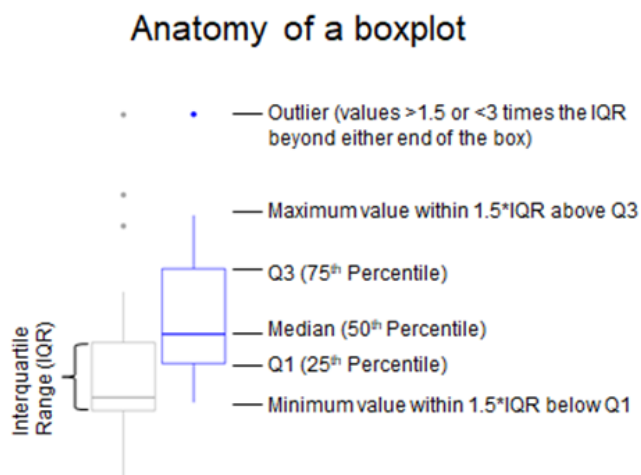 Anatomy of a boxplot
Outlier (values >1.5 or <3 times the IQR
beyond either end of the box)
Maximum value within 1.5*IQR above Q3
Q3 (75th Percentile)
Median (50th Percentile)
Q1 (25th Percentile)
Minimum value within 1.5*IQR below Q1
Interquartile
Range (IQR)